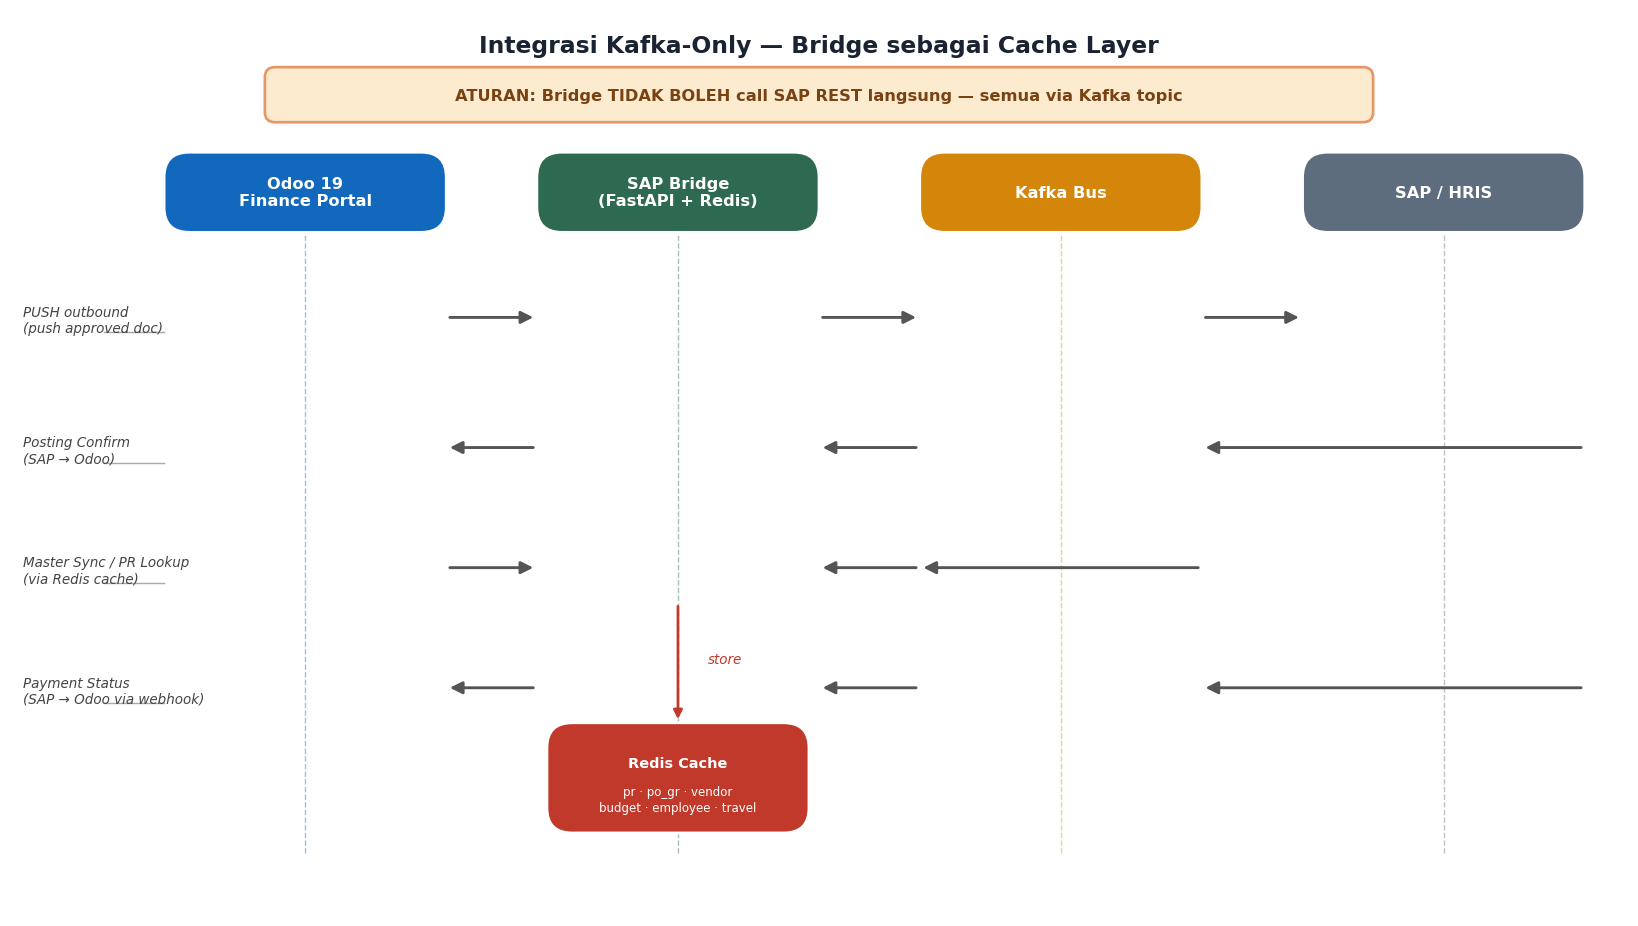 Integrasi Kafka-Only — Bridge sebagai Cache Layer
ATURAN: Bridge TIDAK BOLEH call SAP REST langsung — semua via Kafka topic
Odoo 19
Finance Portal
SAP Bridge
(FastAPI + Redis)
Kafka Bus
SAP / HRIS
PUSH outbound
(push approved doc)
Posting Confirm
(SAP → Odoo)
Master Sync / PR Lookup
(via Redis cache)
store
Payment Status
(SAP → Odoo via webhook)
Redis Cache
pr · po_gr · vendor
budget · employee · travel